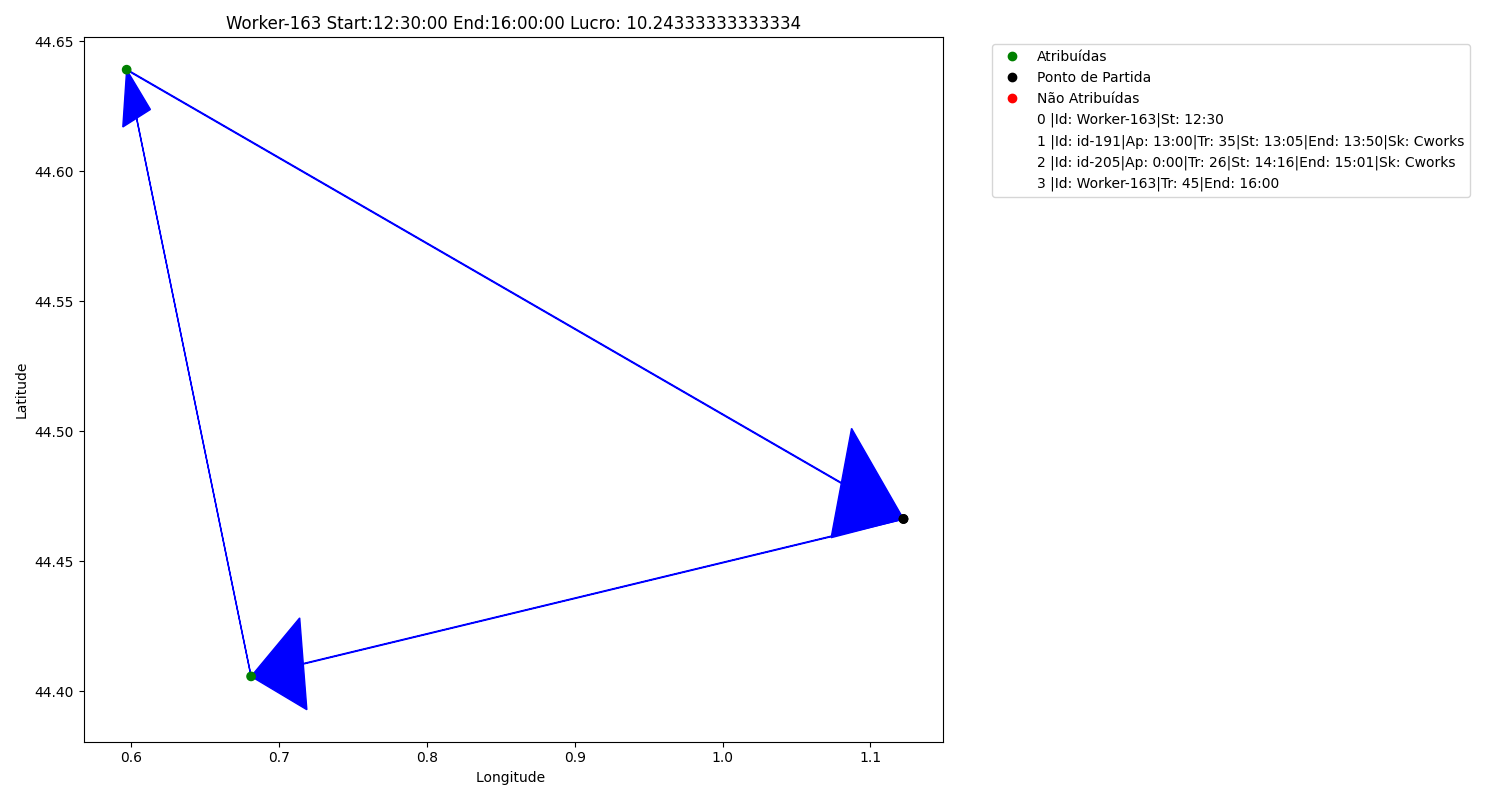 Worker-163 Start:12:30:00 End:16:00:00 Lucro: 10.24333333333334
44.65
44.60
44.55
44.50
44.45
44.40
Latitude
0.6
0.7
0.8
0.9
1.0
1.1
Longitude
Atribuídas
Ponto de Partida
Não Atribuídas
0 |Id: Worker-163|St: 12:30
1 |Id: id-191|Ap: 13:00|Tr: 35|St: 13:05|End: 13:50|Sk: Cworks
2 |Id: id-205|Ap: 0:00|Tr: 26|St: 14:16|End: 15:01|Sk: Cworks
3 |Id: Worker-163|Tr: 45|End: 16:00